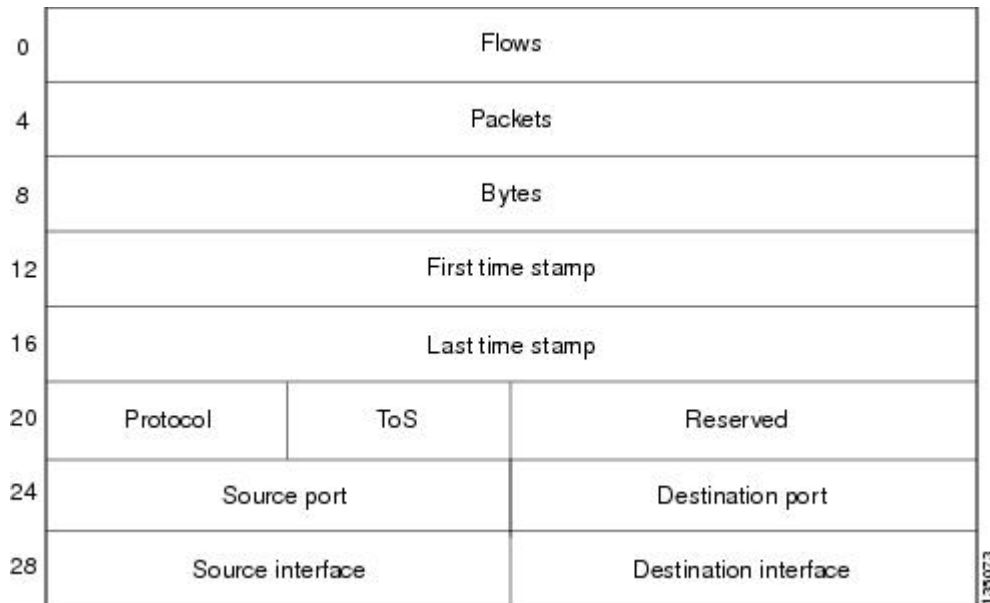 0 Flows
4 Packets
8 Bytes
12 First time stamp
16 Last time stamp
20 Protocol ToS Reserved
24 Source port Destination port
28 Source interface Destination interface
135073